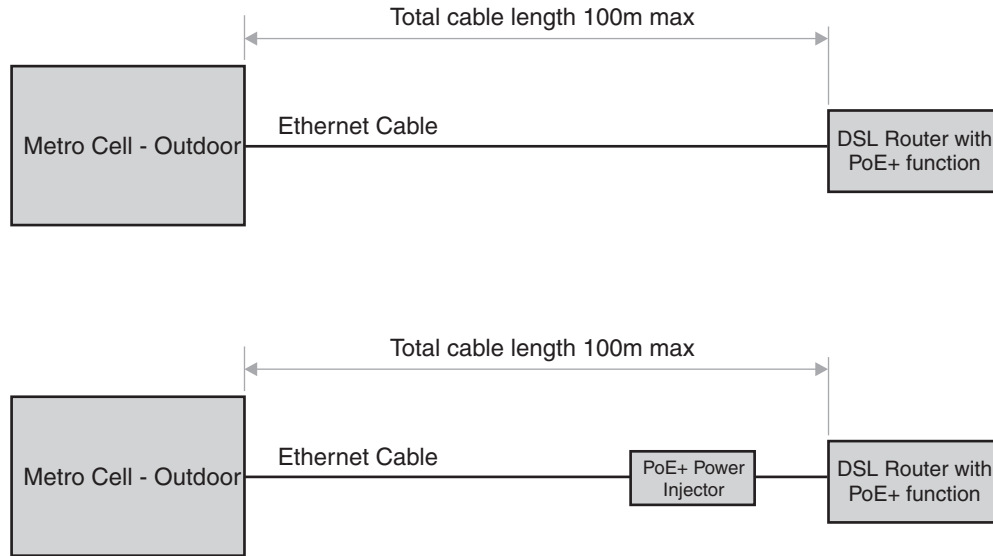 Total cable length 100m max
Metro Cell - Outdoor
Ethernet Cable
DSL Router with
PoE+ function
Total cable length 100m max
Metro Cell - Outdoor
Ethernet Cable
PoE+ Power
Injector
DSL Router with
PoE+ function